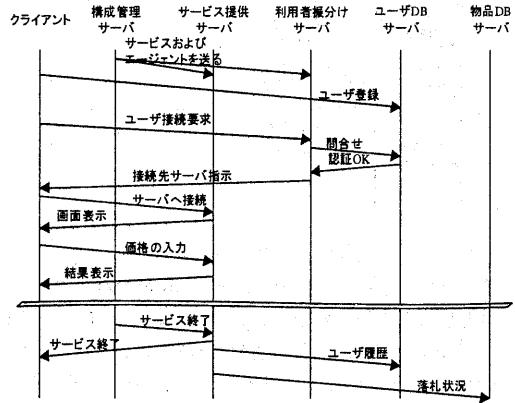 クライアント
構成管理
サーバ
サービス提供
サーバ
利用者振分け
サーバ
ユーザDB
サーバ
物品DB
サーバ
サービスおよび
エージェントを送る
ユーザ登録
ユーザ接続要求
問合せ
認証OK
接続先サーバ指示
サーバへ接続
画面表示
価格の入力
結果表示
サービス終了
サービス終了
ユーザ履歴
落札状況